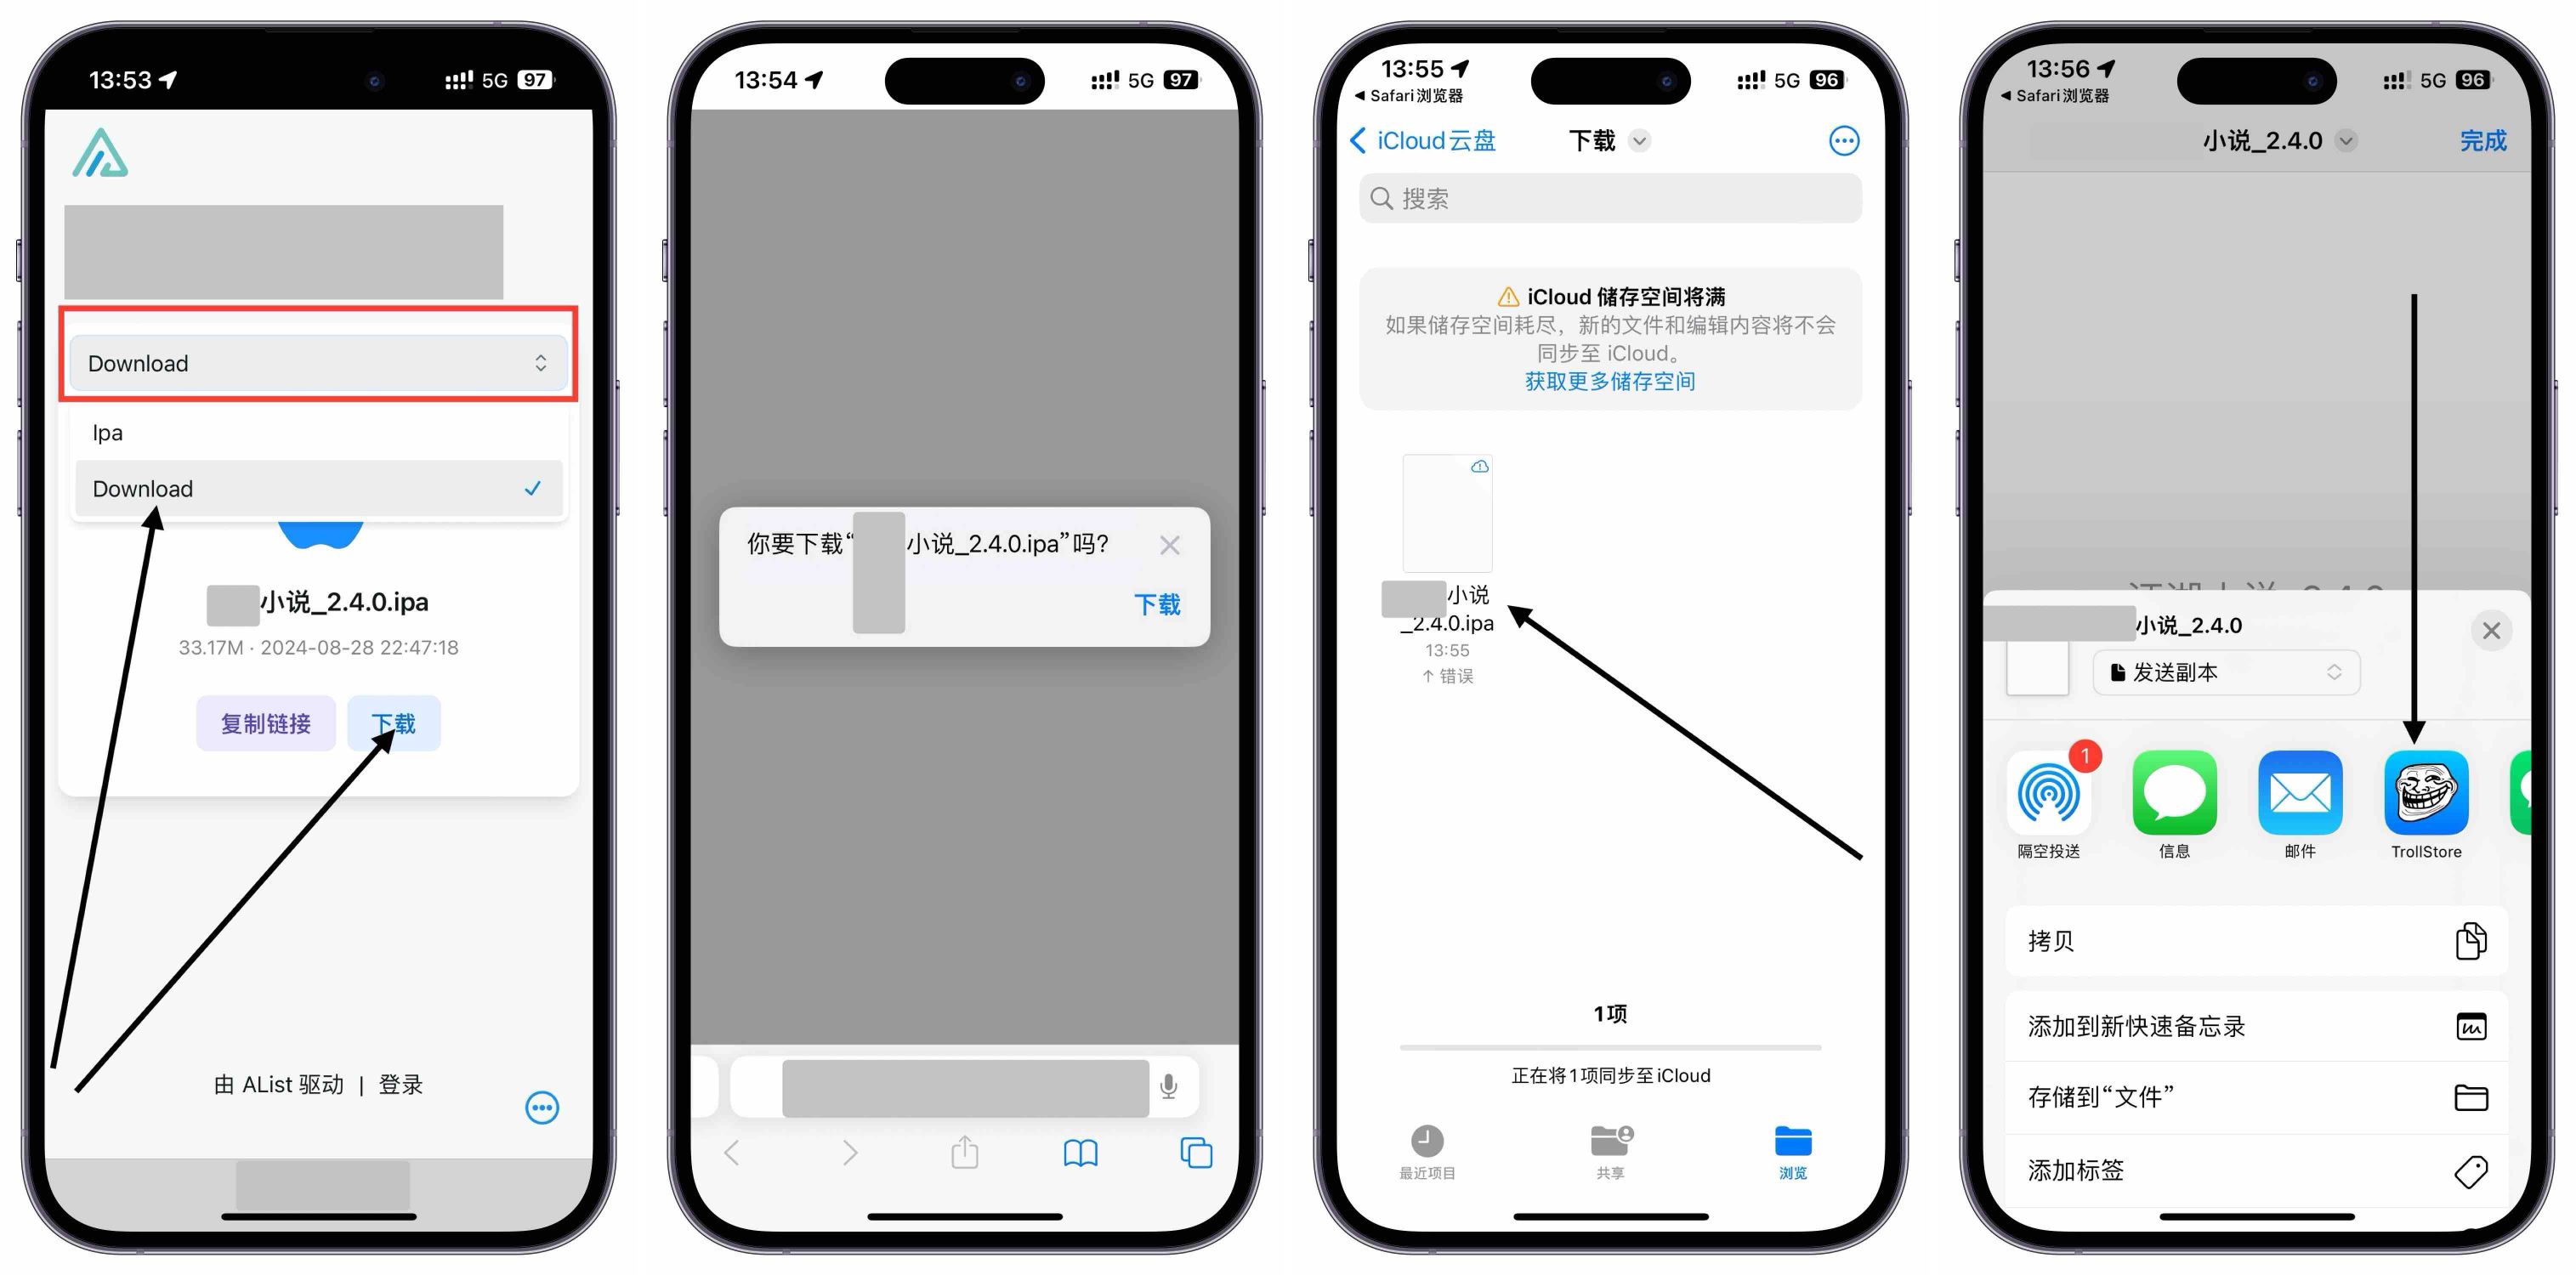 13:53
5G 97
Download
Ipa
Download
小说_2.4.0.ipa
33.17M · 2024-08-28 22:47:18
复制链接
下载
由 AList 驱动 | 登录
13:54
5G 97
你要下载“ 小说_2.4.0.ipa”吗?
下载
13:55
5G 96
Safari浏览器
iCloud云盘
下载
搜索
iCloud 储存空间将满
如果储存空间耗尽，新的文件和编辑内容将不会
同步至 iCloud。
获取更多储存空间
小说
_2.4.0.ipa
13:55
↑ 错误
1项
正在将1项同步至iCloud
最近项目
共享
浏览
13:56
5G 96
Safari浏览器
小说_2.4.0
完成
小说_2.4.0
发送副本
1
隔空投送
信息
邮件
TrollStore
拷贝
添加到新快速备忘录
存储到“文件”
添加标签